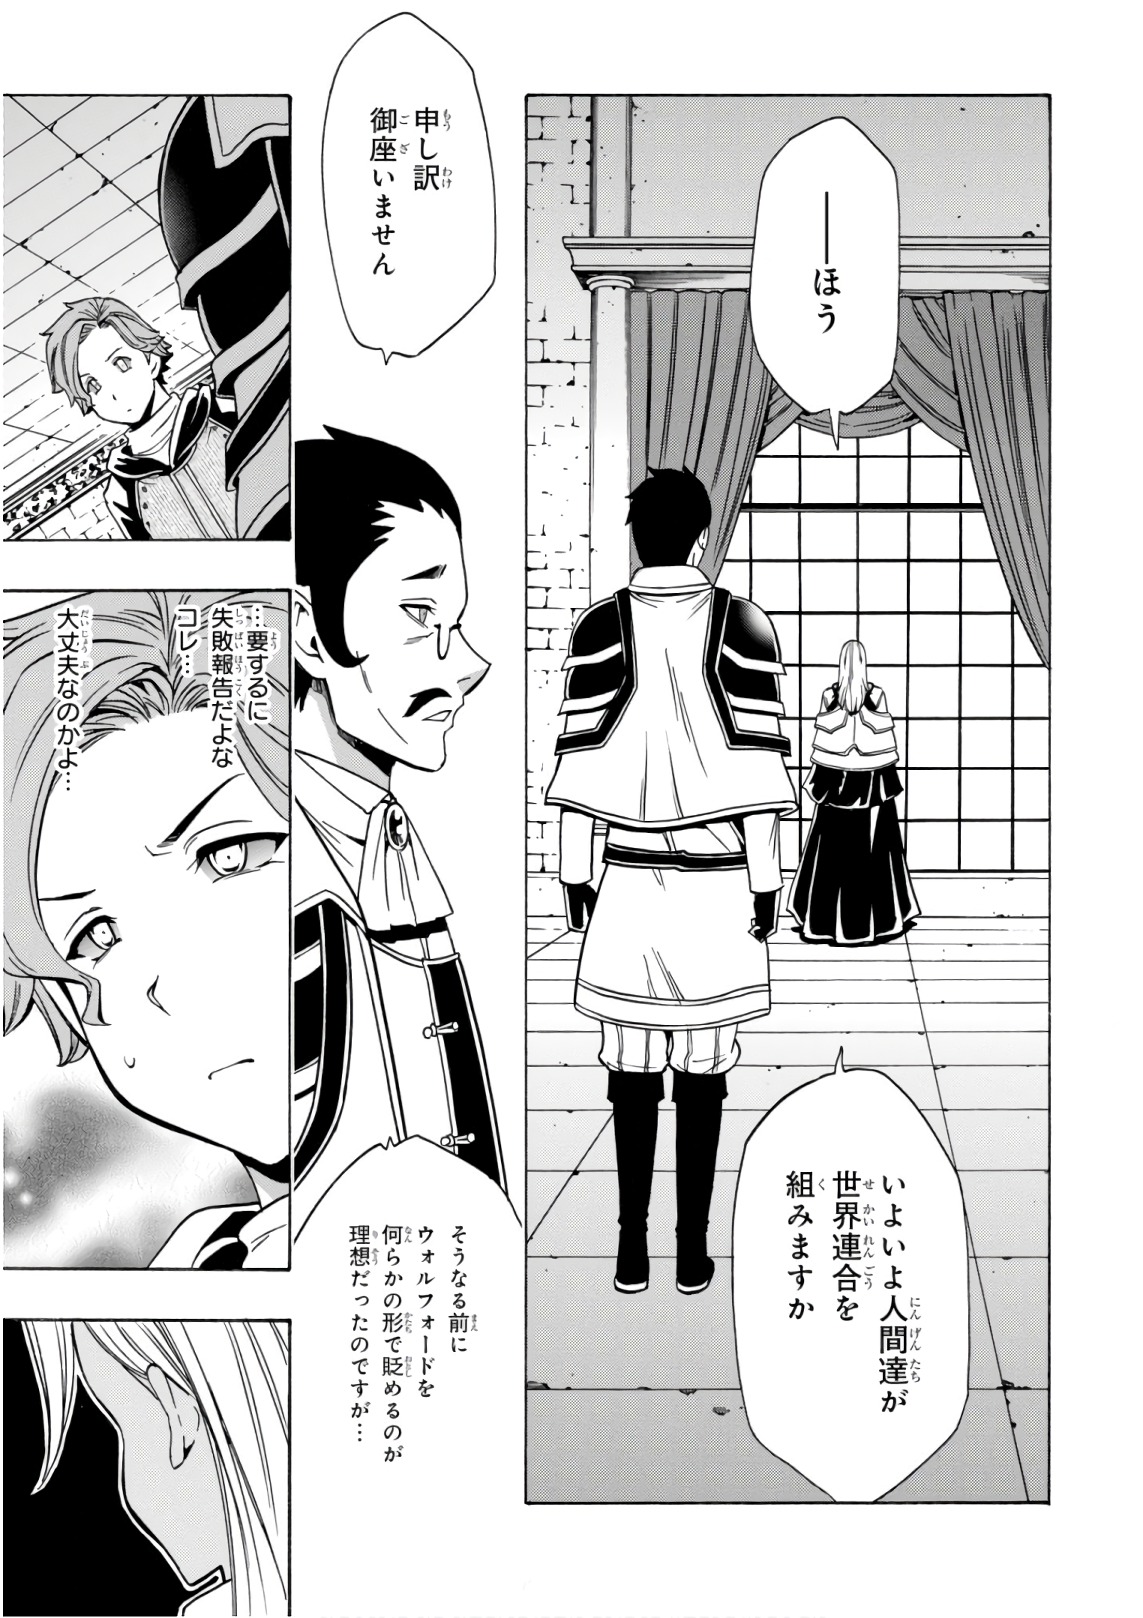 ──ほう
いよいよ人間達が
世界連合を
組みますか
申し訳
御座いません
そうなる前に
ウォルフォードを
何らかの形で貶めるのが
理想だったのですが…
…要するに
失敗報告だよな
コレ…
大丈夫なのかよ…